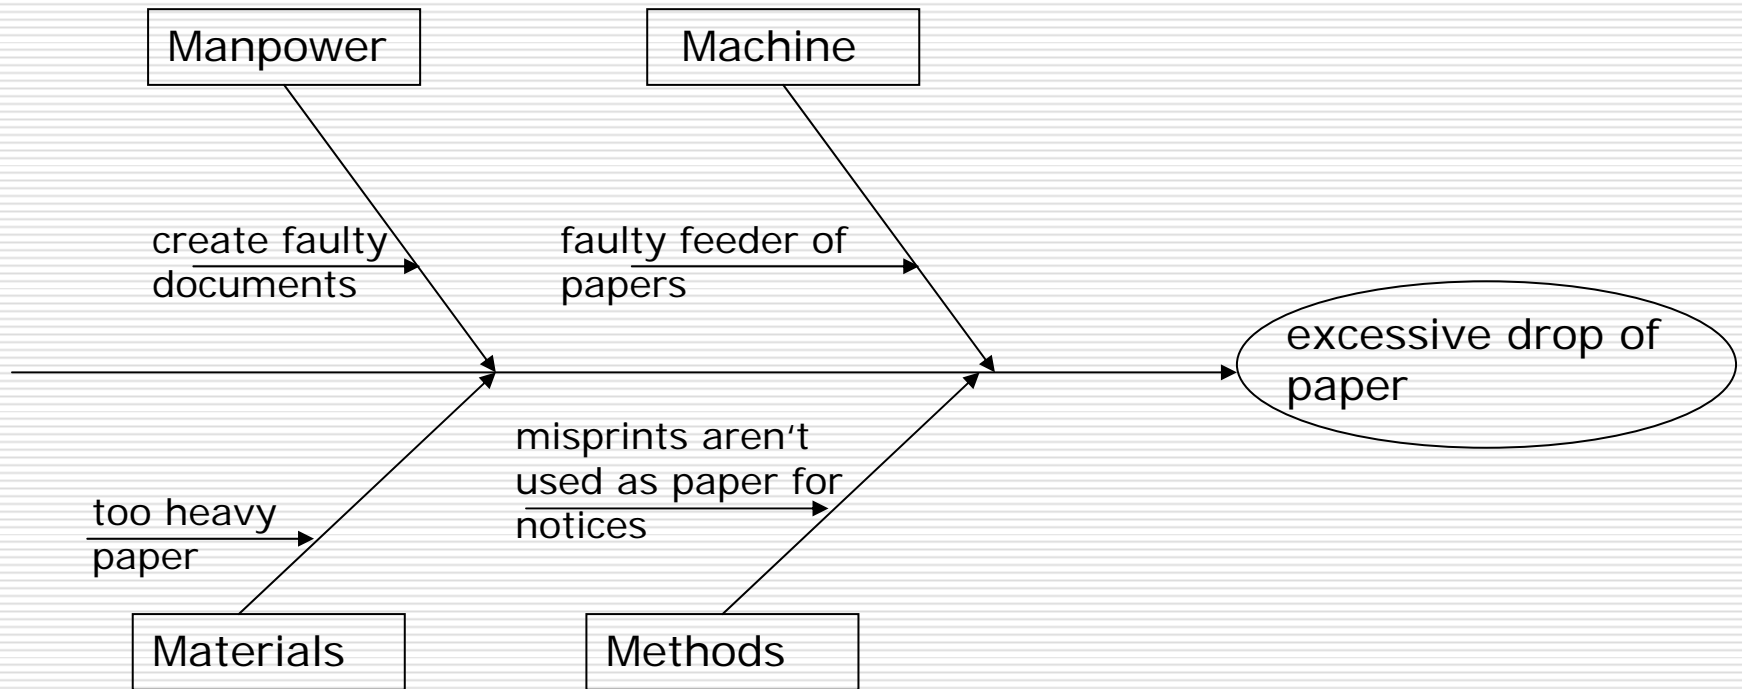 Manpower
Machine
create faulty
documents
faulty feeder of
papers
excessive drop of
paper
misprints aren‘t
used as paper for
notices
too heavy
paper
Materials
Methods